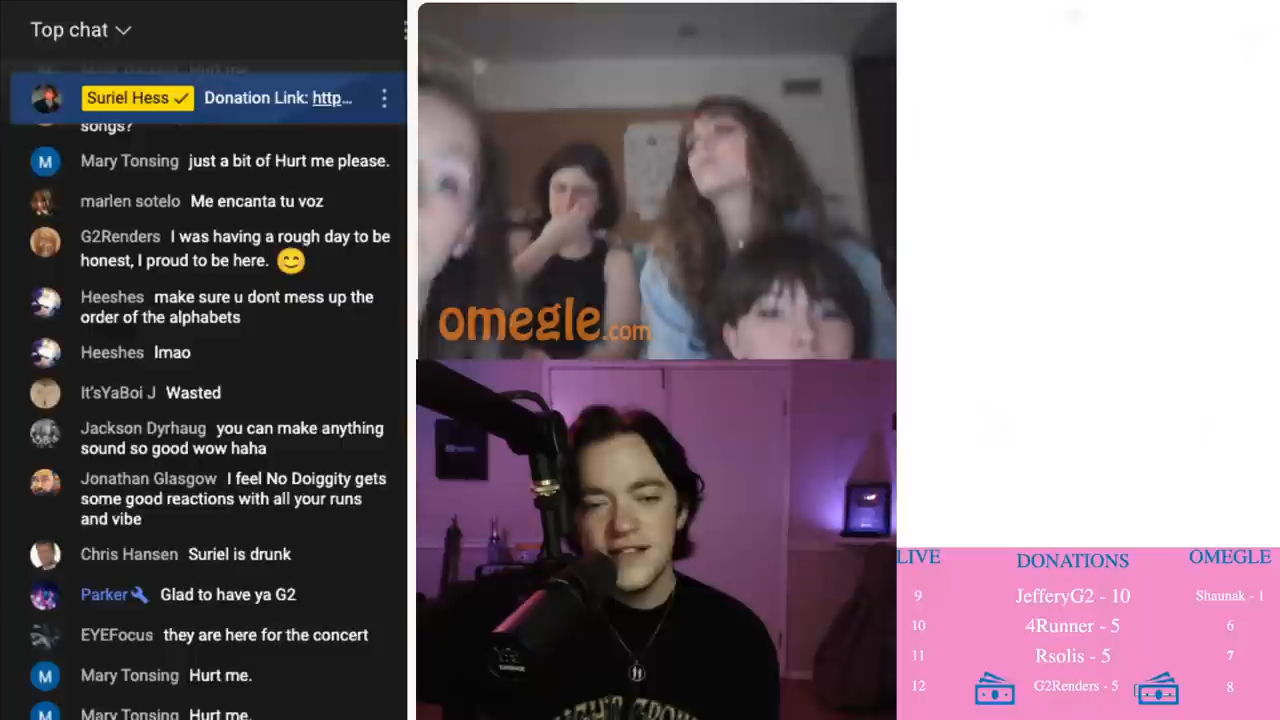 Top chat
Suriel Hess Donation Link: http...
songs?
Mary Tonsing just a bit of Hurt me please.
marlen sotelo Me encanta tu voz
G2Renders I was having a rough day to be
honest, I proud to be here.
Heeshes make sure u dont mess up the
order of the alphabets
Heeshes lmao
It'sYaBoi J Wasted
Jackson Dyrhaug you can make anything
sound so good wow haha
Jonathan Glasgow I feel No Doiggity gets
some good reactions with all your runs
and vibe
Chris Hansen Suriel is drunk
Parker Glad to have ya G2
EYEFocus they are here for the concert
Mary Tonsing Hurt me.
Mary Tonsing Hurt me.
omegle.com
LIVE DONATIONS OMEGLE
9 JefferyG2 - 10 Shaunak - 1
10 4Runner - 5 6
11 Rsolis - 5 7
12 G2Renders - 5 8